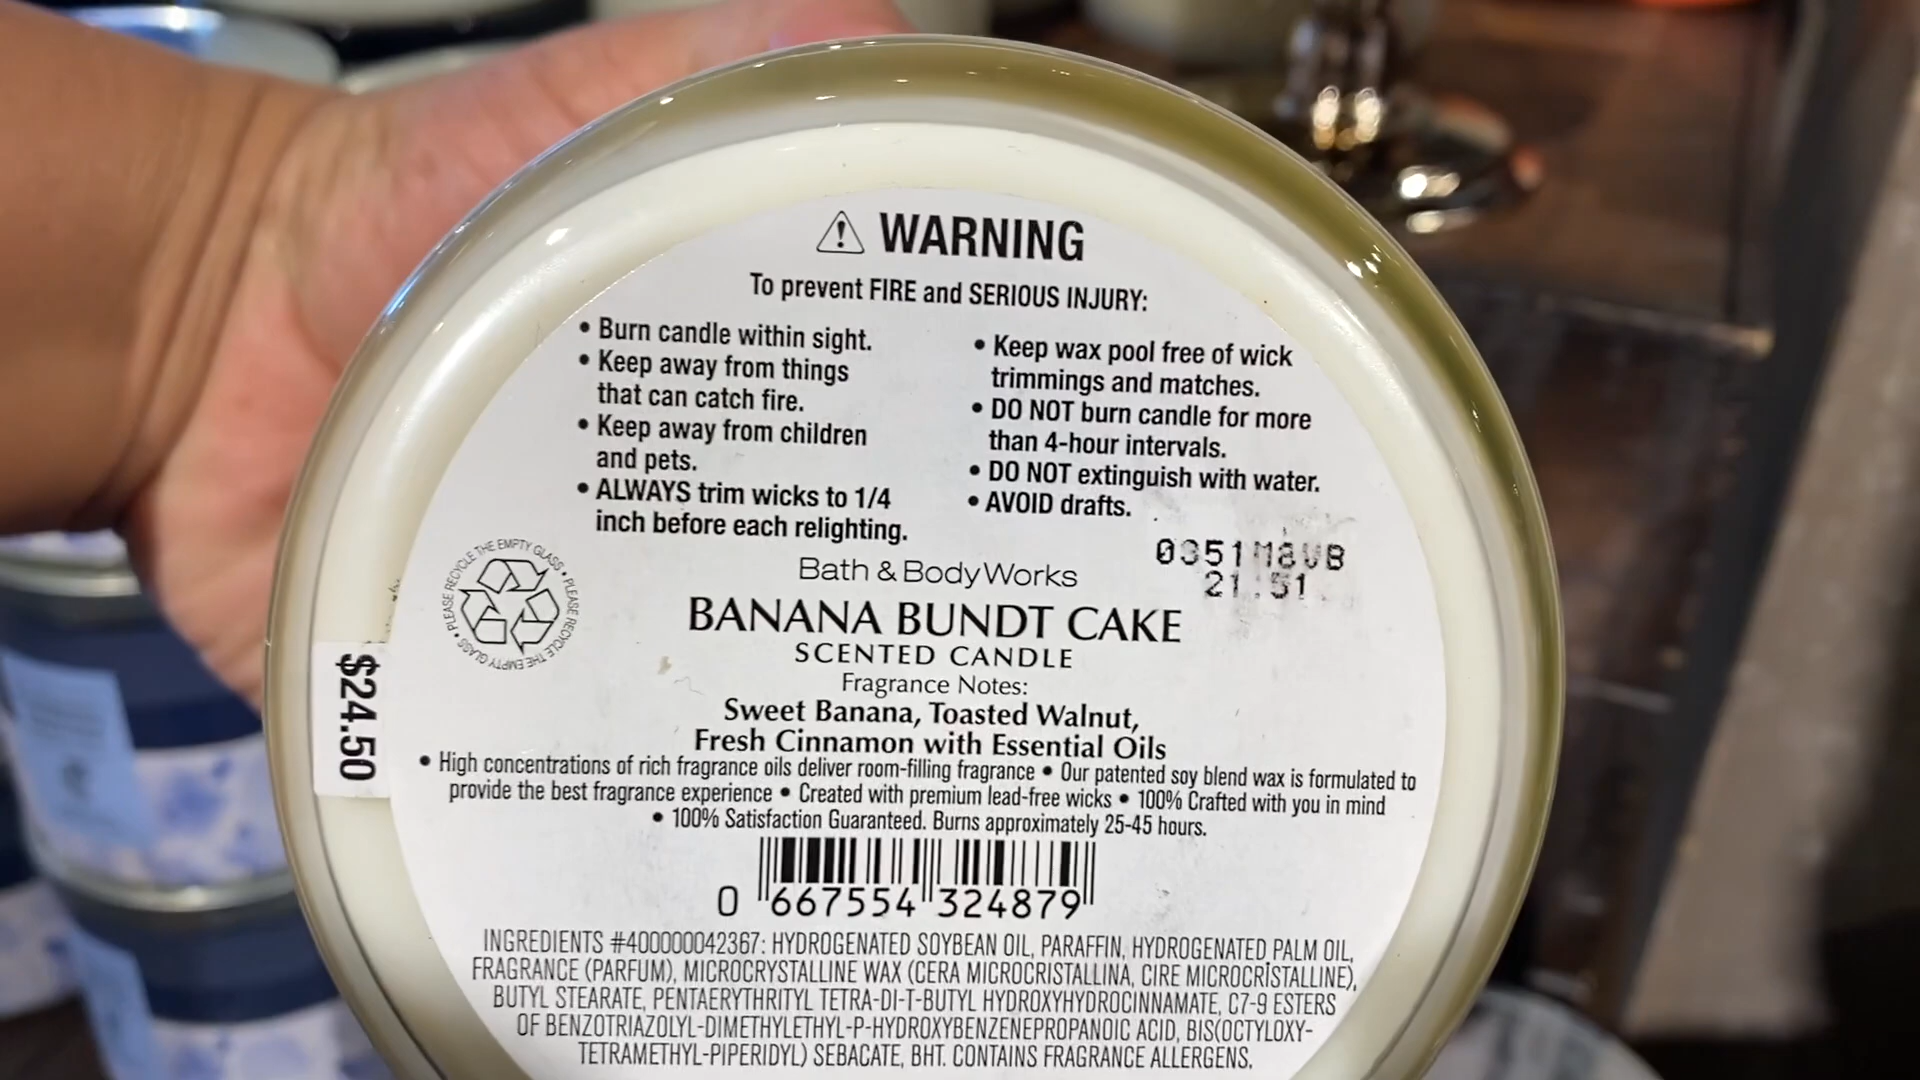 WARNING
To prevent FIRE and SERIOUS INJURY:
• Burn candle within sight.
• Keep away from things
that can catch fire.
• Keep away from children
and pets.
• ALWAYS trim wicks to 1/4
inch before each relighting.
• Keep wax pool free of wick
trimmings and matches.
• DO NOT burn candle for more
than 4-hour intervals.
• DO NOT extinguish with water.
• AVOID drafts.
21:51
PLEASE RECYCLE THE EMPTY GLASS • PLEASE RECYCLE THE EMPTY GLASS •
Bath & Body Works
BANANA BUNDT CAKE
SCENTED CANDLE
Fragrance Notes:
Sweet Banana, Toasted Walnut,
Fresh Cinnamon with Essential Oils
• High concentrations of rich fragrance oils deliver room-filling fragrance • Our patented soy blend wax is formulated to
provide the best fragrance experience • Created with premium lead-free wicks • 100% Crafted with you in mind
• 100% Satisfaction Guaranteed. Burns approximately 25-45 hours.
0 667554 324879
INGREDIENTS #400000042367: HYDROGENATED SOYBEAN OIL, PARAFFIN, HYDROGENATED PALM OIL,
FRAGRANCE (PARFUM), MICROCRYSTALLINE WAX (CERA MICROCRISTALLINA, CIRE MICROCRISTALLINE),
BUTYL STEARATE, PENTAERYTHRITYL TETRA-DI-T-BUTYL HYDROXYHYDROCINNAMATE, C7-9 ESTERS
OF BENZOTRIAZOLYL-DIMETHYLETHYL-P-HYDROXYBENZENEPROPANOIC ACID, BIS(OCTYLOXY-
TETRAMETHYL-PIPERIDYL) SEBACATE, BHT. CONTAINS FRAGRANCE ALLERGENS.
$24.50